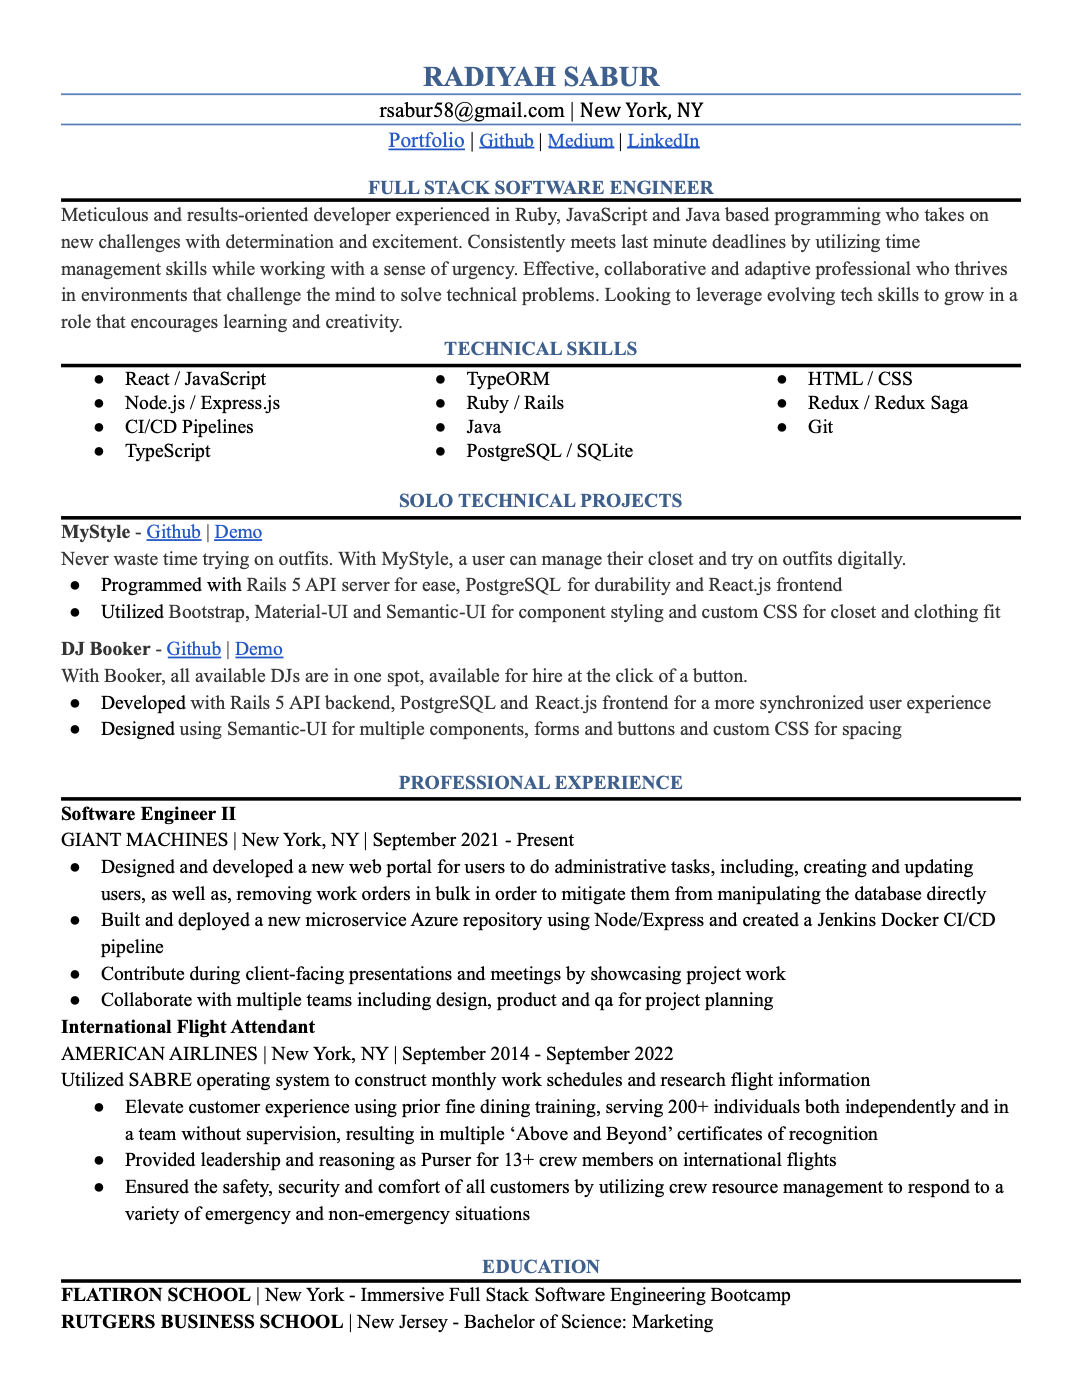 RADIYAH SABUR
rsabur58@gmail.com | New York, NY
Portfolio | Github | Medium | LinkedIn
FULL STACK SOFTWARE ENGINEER
Meticulous and results-oriented developer experienced in Ruby, JavaScript and Java based programming who takes on
new challenges with determination and excitement. Consistently meets last minute deadlines by utilizing time
management skills while working with a sense of urgency. Effective, collaborative and adaptive professional who thrives
in environments that challenge the mind to solve technical problems. Looking to leverage evolving tech skills to grow in a
role that encourages learning and creativity.
TECHNICAL SKILLS
● React / JavaScript
● Node.js / Express.js
● CI/CD Pipelines
● TypeScript
● TypeORM
● Ruby / Rails
● Java
● PostgreSQL / SQLite
● HTML / CSS
● Redux / Redux Saga
● Git
SOLO TECHNICAL PROJECTS
MyStyle - Github | Demo
Never waste time trying on outfits. With MyStyle, a user can manage their closet and try on outfits digitally.
● Programmed with Rails 5 API server for ease, PostgreSQL for durability and React.js frontend
● Utilized Bootstrap, Material-UI and Semantic-UI for component styling and custom CSS for closet and clothing fit
DJ Booker - Github | Demo
With Booker, all available DJs are in one spot, available for hire at the click of a button.
● Developed with Rails 5 API backend, PostgreSQL and React.js frontend for a more synchronized user experience
● Designed using Semantic-UI for multiple components, forms and buttons and custom CSS for spacing
PROFESSIONAL EXPERIENCE
Software Engineer II
GIANT MACHINES | New York, NY | September 2021 - Present
● Designed and developed a new web portal for users to do administrative tasks, including, creating and updating
users, as well as, removing work orders in bulk in order to mitigate them from manipulating the database directly
● Built and deployed a new microservice Azure repository using Node/Express and created a Jenkins Docker CI/CD
pipeline
● Contribute during client-facing presentations and meetings by showcasing project work
● Collaborate with multiple teams including design, product and qa for project planning
International Flight Attendant
AMERICAN AIRLINES | New York, NY | September 2014 - September 2022
Utilized SABRE operating system to construct monthly work schedules and research flight information
● Elevate customer experience using prior fine dining training, serving 200+ individuals both independently and in
a team without supervision, resulting in multiple ‘Above and Beyond’ certificates of recognition
● Provided leadership and reasoning as Purser for 13+ crew members on international flights
● Ensured the safety, security and comfort of all customers by utilizing crew resource management to respond to a
variety of emergency and non-emergency situations
EDUCATION
FLATIRON SCHOOL | New York - Immersive Full Stack Software Engineering Bootcamp
RUTGERS BUSINESS SCHOOL | New Jersey - Bachelor of Science: Marketing